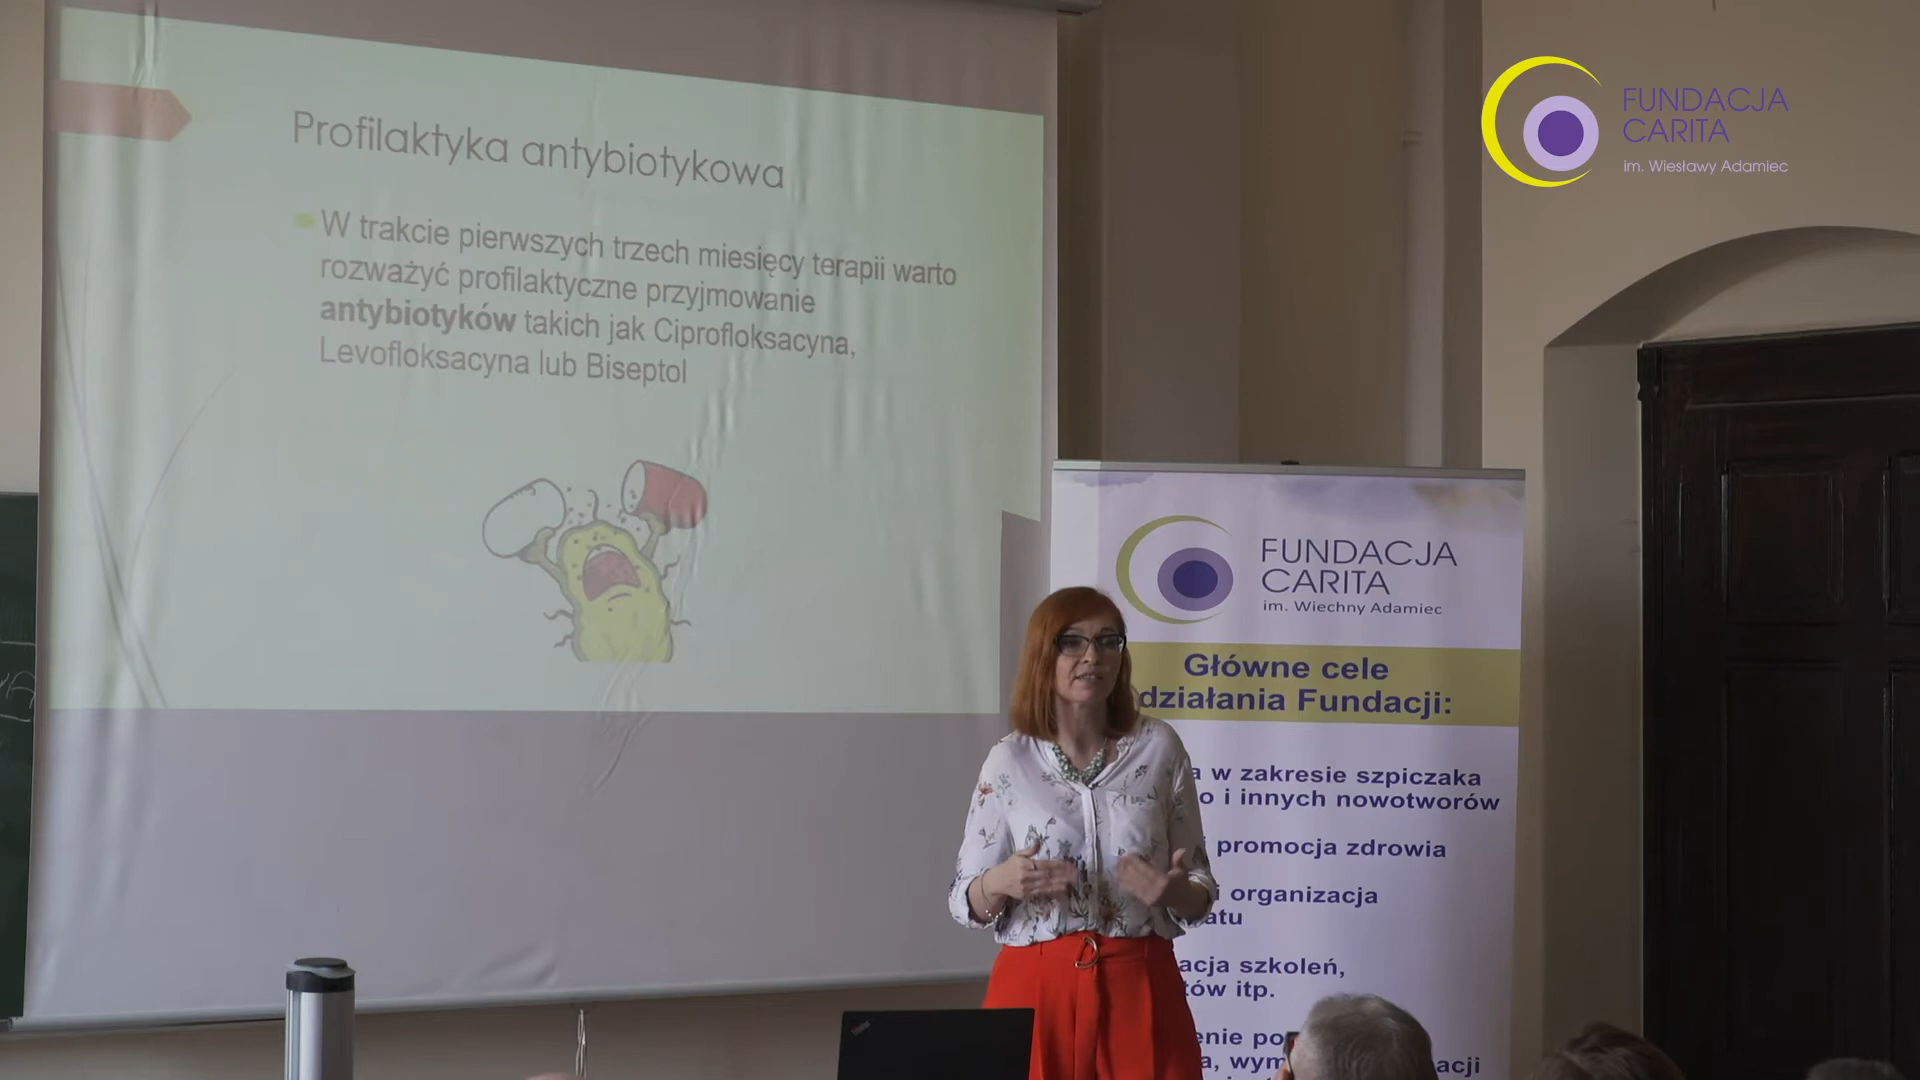 Profilaktyka antybiotykowa
W trakcie pierwszych trzech miesięcy terapii warto
rozważyć profilaktyczne przyjmowanie
antybiotyków takich jak Ciprofloksacyna,
Levofloksacyna lub Biseptol
FUNDACJA
CARITA
im. Wiesławy Adamiec
FUNDACJA
CARITA
im. Wiechny Adamiec
Główne cele
działania Fundacji:
a w zakresie szpiczaka
o i innych nowotworów
i promocja zdrowia
i organizacja
atu
acja szkoleń,
tów itp.
enie po
a, wym acji